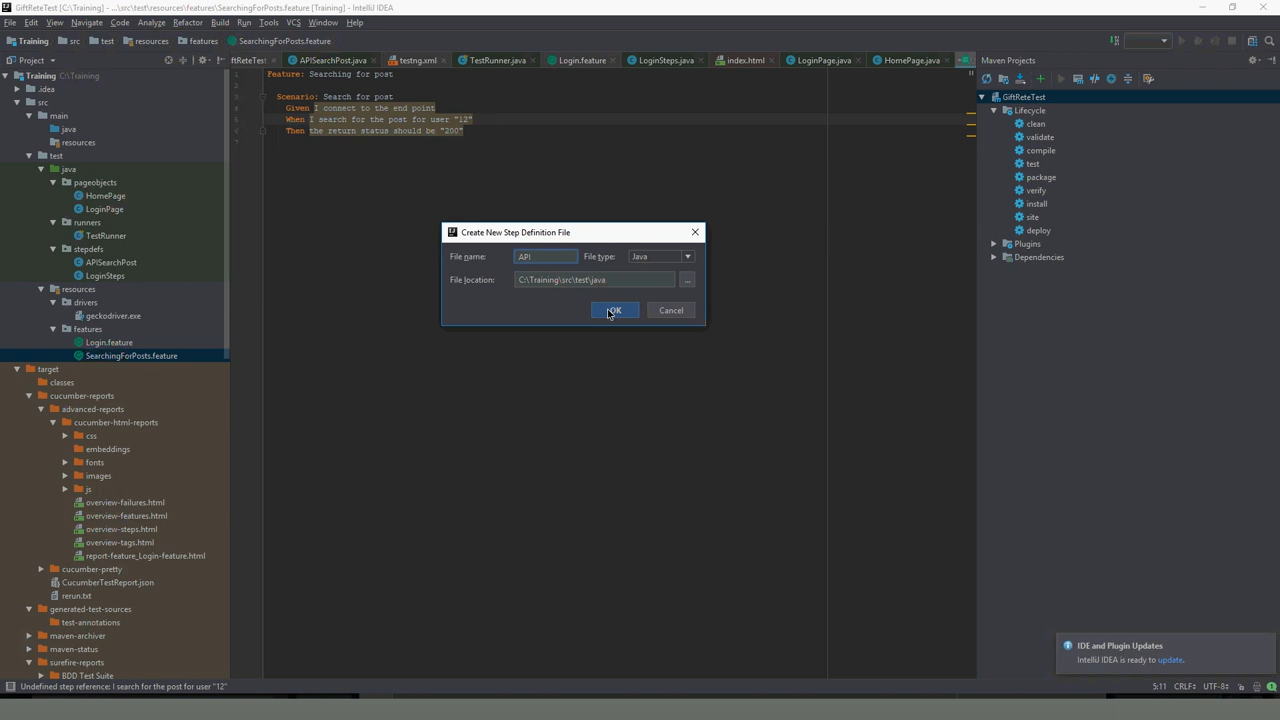 GiftReteTest [C:\Training] - ...\src\test\resources\features\SearchingForPosts.feature [Training] - IntelliJ IDEA
File Edit View Navigate Code Analyze Refactor Build Run Tools VCS Window Help
Training src test resources features SearchingForPosts.feature
Project
ftReteTest APISearchPost.java testng.xml TestRunner.java Login.feature LoginSteps.java index.html LoginPage.java HomePage.java
Maven Projects
Training C:\Training
.idea
src
main
java
resources
test
java
pageobjects
HomePage
LoginPage
runners
TestRunner
stepdefs
APISearchPost
LoginSteps
resources
drivers
geckodriver.exe
features
Login.feature
SearchingForPosts.feature
target
classes
cucumber-reports
advanced-reports
cucumber-html-reports
css
embeddings
fonts
images
js
overview-failures.html
overview-features.html
overview-steps.html
overview-tags.html
report-feature_Login-feature.html
cucumber-pretty
CucumberTestReport.json
rerun.txt
generated-test-sources
test-annotations
maven-archiver
maven-status
surefire-reports
BDD Test Suite
1 Feature: Searching for post
2
3 Scenario: Search for post
4 Given I connect to the end point
5 When I search for the post for user "12"
6 Then the return status should be "200"
7
Create New Step Definition File
File name: API File type: Java
File location: C:\Training\src\test\java ...
OK Cancel
GiftReteTest
Lifecycle
clean
validate
compile
test
package
verify
install
site
deploy
Plugins
Dependencies
IDE and Plugin Updates
IntelliJ IDEA is ready to update.
Undefined step reference: I search for the post for user "12"
5:11 CRLF UTF-8 1